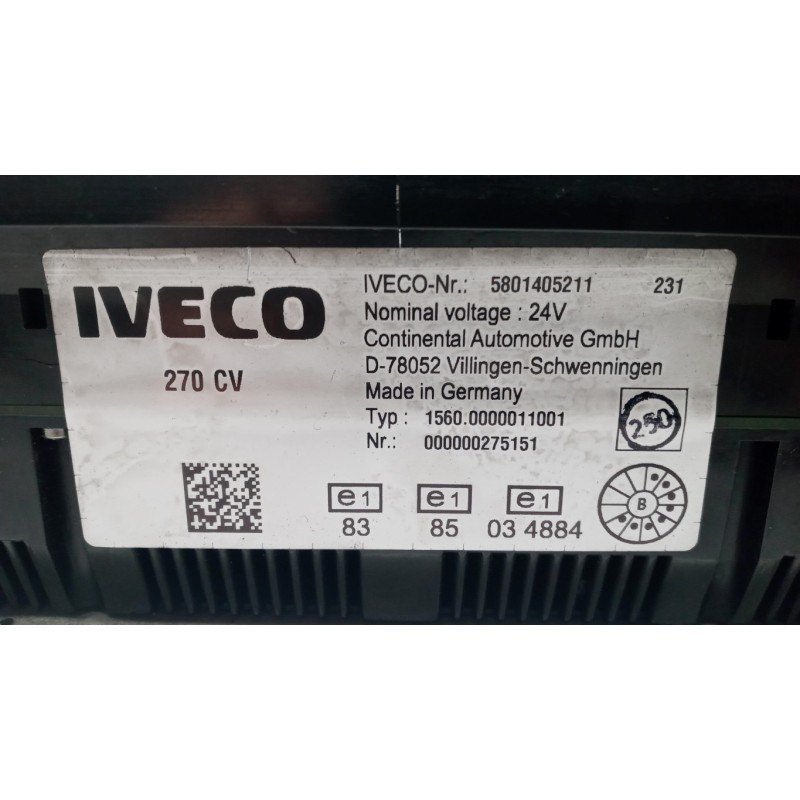 IVECO
270 CV
IVECO-Nr.: 5801405211 231
Nominal voltage : 24V
Continental Automotive GmbH
D-78052 Villingen-Schwenningen
Made in Germany
Typ : 1560.0000011001
Nr.: 000000275151
250
e1 e1 e1
83 85 03 4884
B